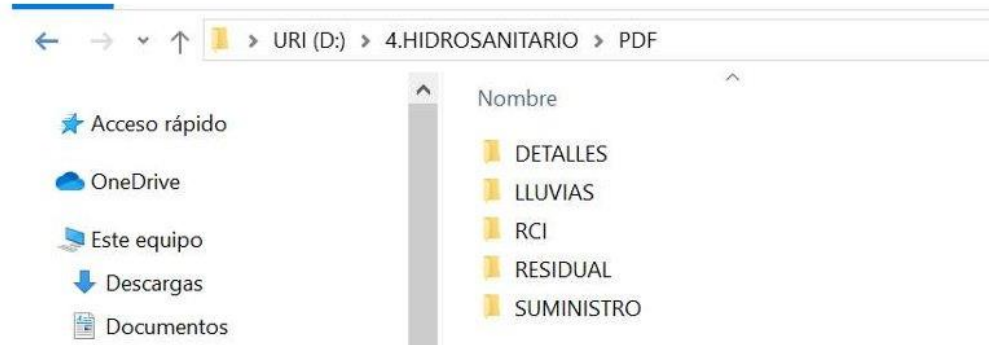 URI (D:) > 4.HIDROSANITARIO > PDF
Acceso rápido
OneDrive
Este equipo
Descargas
Documentos
Nombre
DETALLES
LLUVIAS
RCI
RESIDUAL
SUMINISTRO